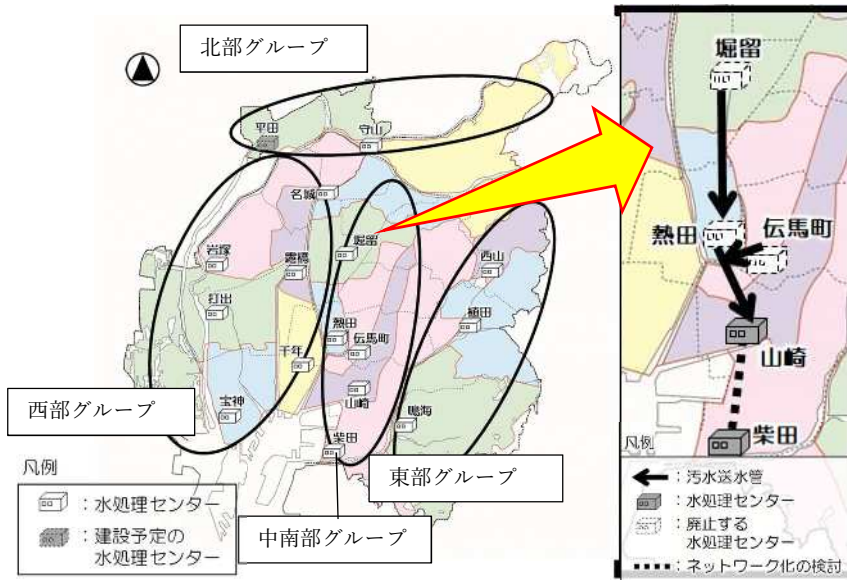 北部グループ
平田
守山
名城
岩塚
露橋
堀留
西山
打出
植田
熱田
伝馬町
千年
山崎
宝神
鳴海
柴田
西部グループ
東部グループ
中南部グループ
凡例
：水処理センター
：建設予定の
水処理センター
堀留
熱田
伝馬町
山崎
柴田
凡例
：汚水送水管
：水処理センター
：廃止する
水処理センター
：ネットワーク化の検討